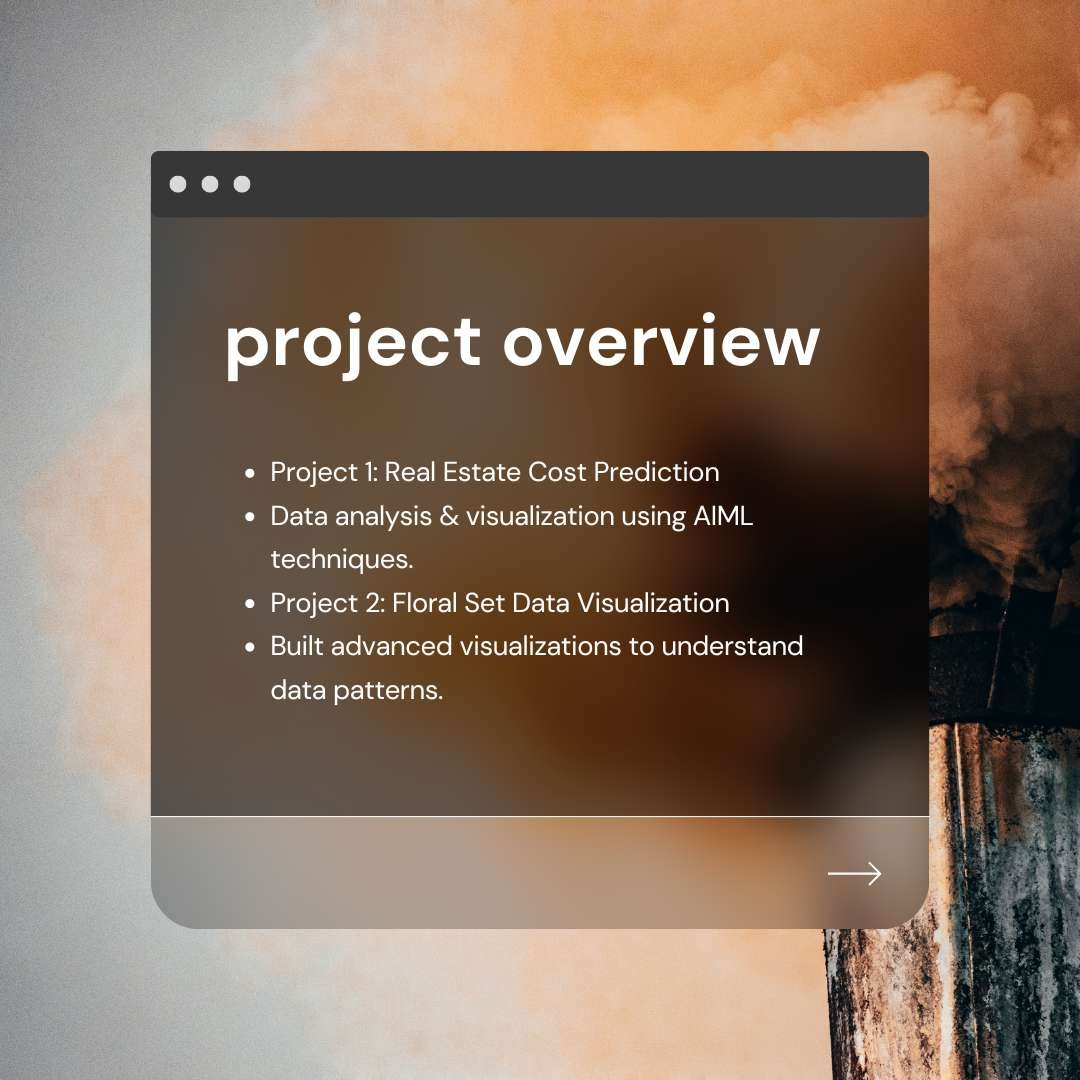 project overview
• Project 1: Real Estate Cost Prediction
• Data analysis & visualization using AIML
techniques.
• Project 2: Floral Set Data Visualization
• Built advanced visualizations to understand
data patterns.